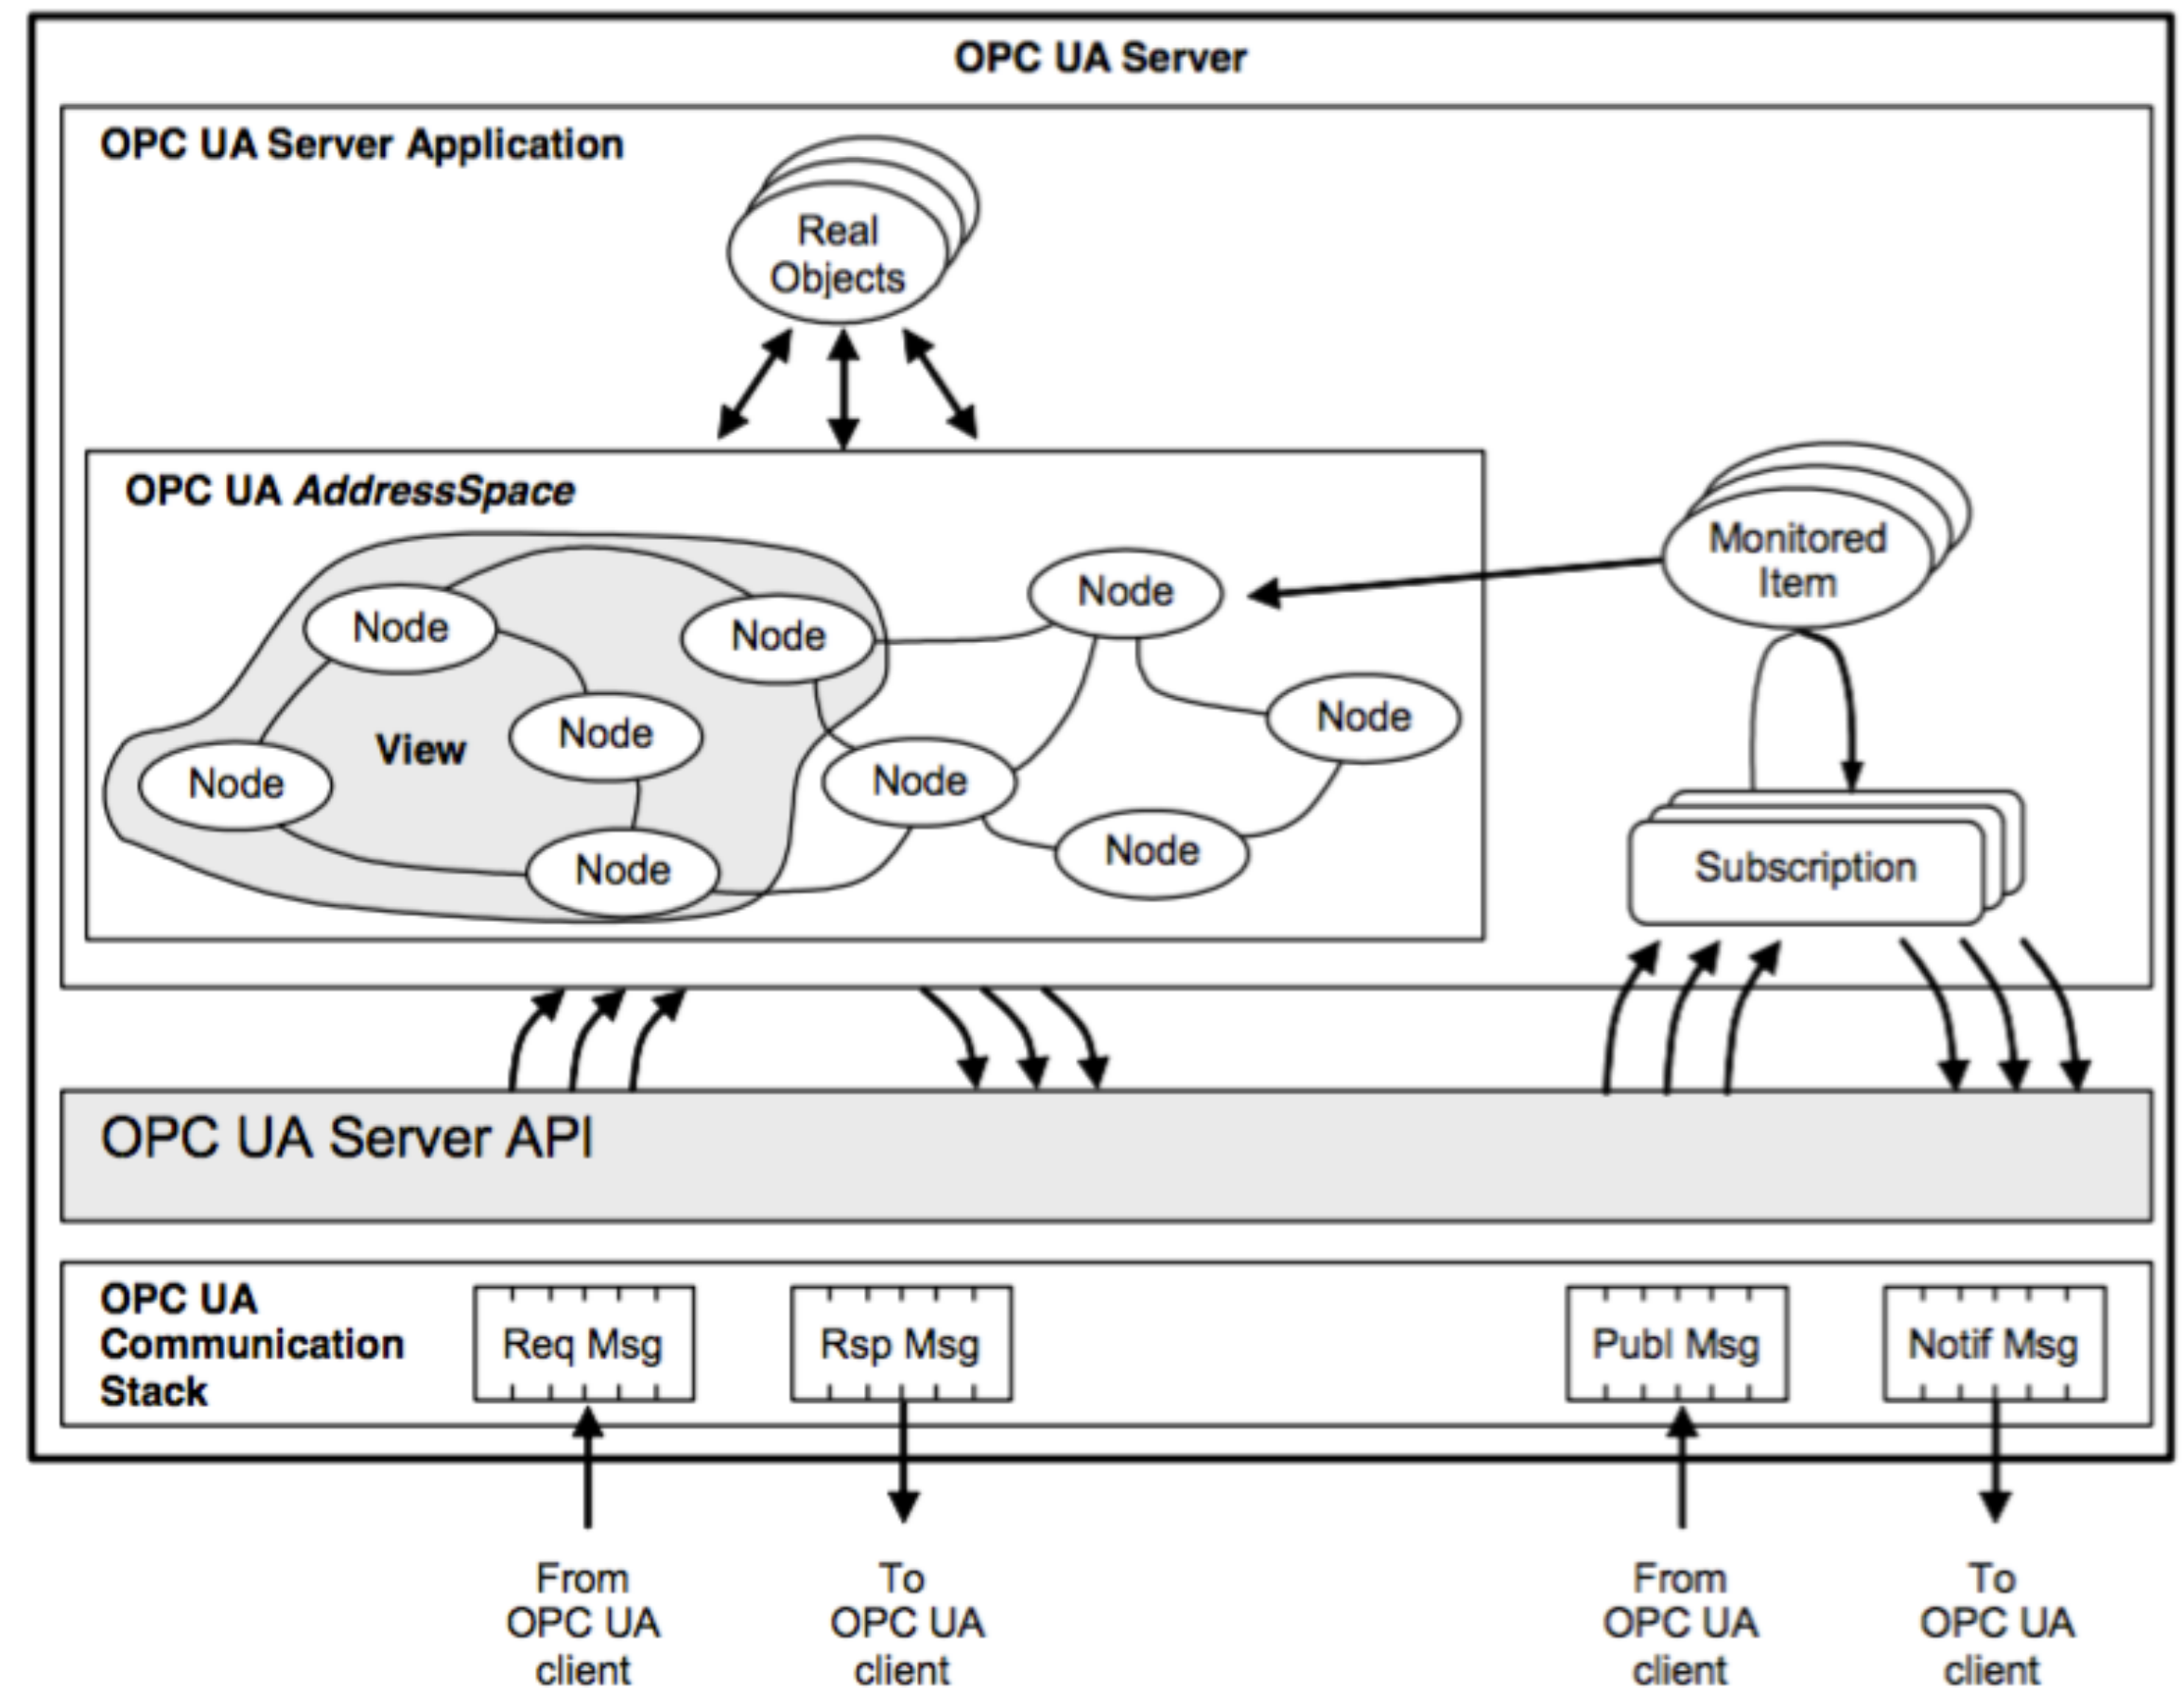 OPC UA Server
OPC UA Server Application
Real
Objects
OPC UA AddressSpace
Monitored
Item
Node
Node
Node
Node
Node
Node
View
Node
Node
Node
Subscription
OPC UA Server API
OPC UA
Communication
Stack
Req Msg
Rsp Msg
Publ Msg
Notif Msg
From
OPC UA
client
To
OPC UA
client
From
OPC UA
client
To
OPC UA
client